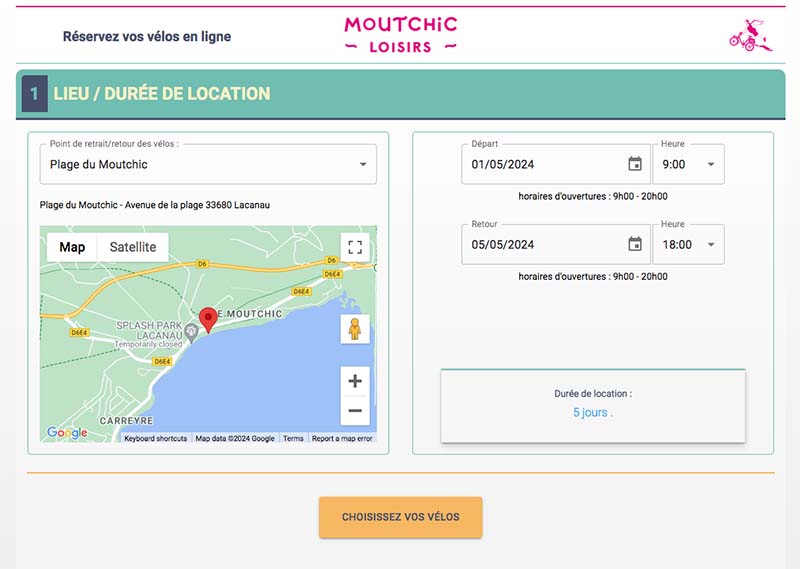 Réservez vos vélos en ligne
MOUTCHiC
~ LOISIRS ~
1 LIEU / DURÉE DE LOCATION
Point de retrait/retour des vélos :
Plage du Moutchic
Plage du Moutchic - Avenue de la plage 33680 Lacanau
Map Satellite
D6
D6
D6E4
D6E4
LE.MOUTCHIC
D6E4
SPLASH PARK
LACANAU
Temporarily closed
D6E4
CARREYRE
Google
Keyboard shortcuts Map data ©2024 Google Terms Report a map error
Départ
01/05/2024
Heure
9:00
horaires d'ouvertures : 9h00 - 20h00
Retour
05/05/2024
Heure
18:00
horaires d'ouvertures : 9h00 - 20h00
Durée de location :
5 jours .
CHOISISSEZ VOS VÉLOS